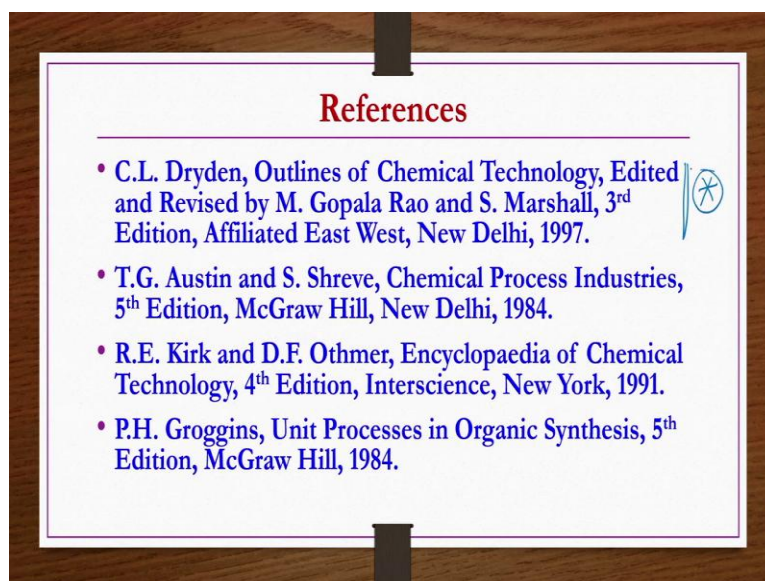 References
• C.L. Dryden, Outlines of Chemical Technology, Edited
and Revised by M. Gopala Rao and S. Marshall, 3rd
Edition, Affiliated East West, New Delhi, 1997.
• T.G. Austin and S. Shreve, Chemical Process Industries,
5th Edition, McGraw Hill, New Delhi, 1984.
• R.E. Kirk and D.F. Othmer, Encyclopaedia of Chemical
Technology, 4th Edition, Interscience, New York, 1991.
• P.H. Groggins, Unit Processes in Organic Synthesis, 5th
Edition, McGraw Hill, 1984.